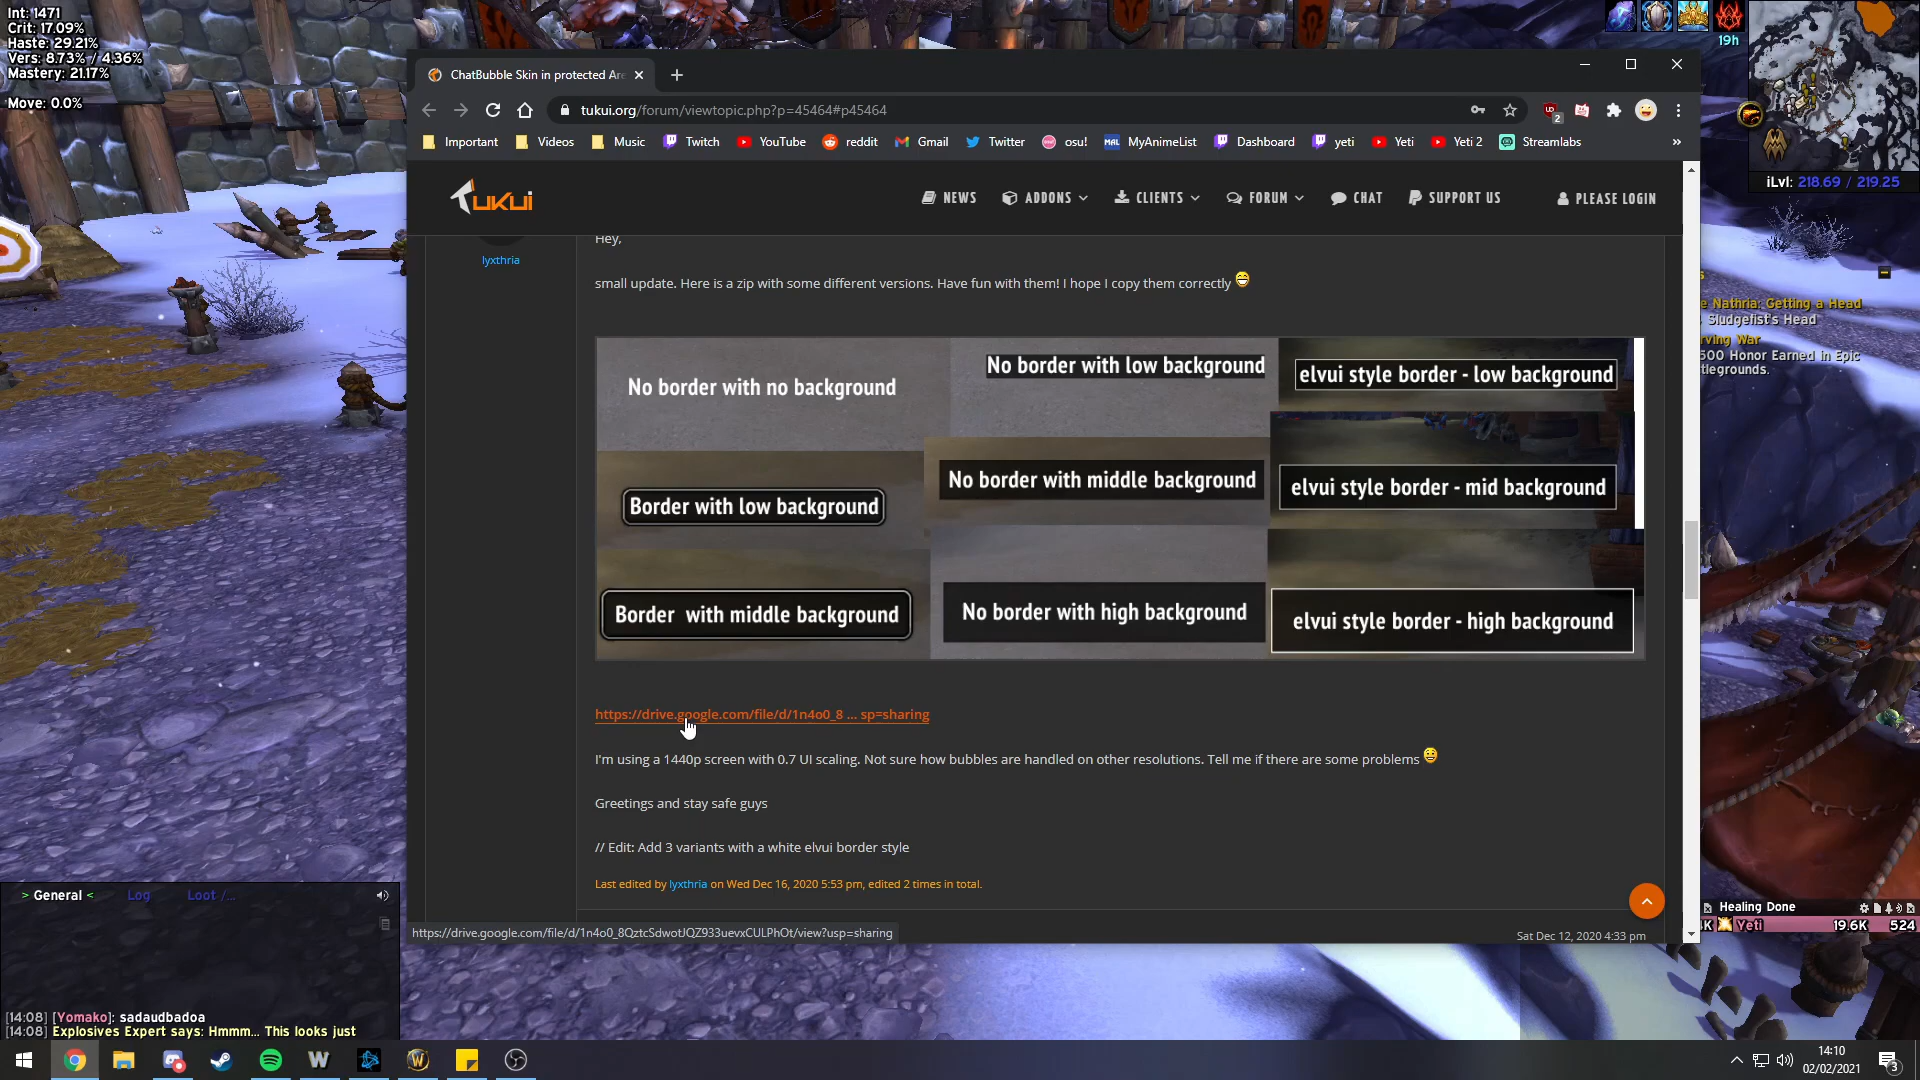 Int: 1471
Crit: 17.09%
Haste: 29.21%
Vers: 8.73% / 4.36%
Mastery: 21.17%
Move: 0.0%
19h
iLvl: 218.69 / 219.25
ChatBubble Skin in protected Are
tukui.org/forum/viewtopic.php?p=45464#p45464
2
Important
Videos
Music
Twitch
YouTube
reddit
Gmail
Twitter
osu!
MAL
MyAnimeList
Dashboard
yeti
Yeti
Yeti 2
Streamlabs
»
TUKUI
NEWS
ADDONS
CLIENTS
FORUM
CHAT
SUPPORT US
PLEASE LOGIN
Hey,
lyxthria
small update. Here is a zip with some different versions. Have fun with them! I hope I copy them correctly
No border with no background
No border with low background
elvui style border - low background
Border with low background
No border with middle background
elvui style border - mid background
Border  with middle background
No border with high background
elvui style border - high background
https://drive.google.com/file/d/1n4o0_8 ... sp=sharing
I'm using a 1440p screen with 0.7 UI scaling. Not sure how bubbles are handled on other resolutions. Tell me if there are some problems
Greetings and stay safe guys
// Edit: Add 3 variants with a white elvui border style
Last edited by lyxthria on Wed Dec 16, 2020 5:53 pm, edited 2 times in total.
https://drive.google.com/file/d/1n4o0_8QztcSdwotJQZ933uevxCULPhOt/view?usp=sharing
Sat Dec 12, 2020 4:33 pm
e Nathria: Getting a Head
Sludgefist's Head
rving War
500 Honor Earned in Epic
tlegrounds.
> General <
Log
Loot /...
[14:08] [Yomako]: sadaudbadoa
[14:08] Explosives Expert says: Hmmm... This looks just
Healing Done
K Yeti 19.6K 524
14:10
02/02/2021
3